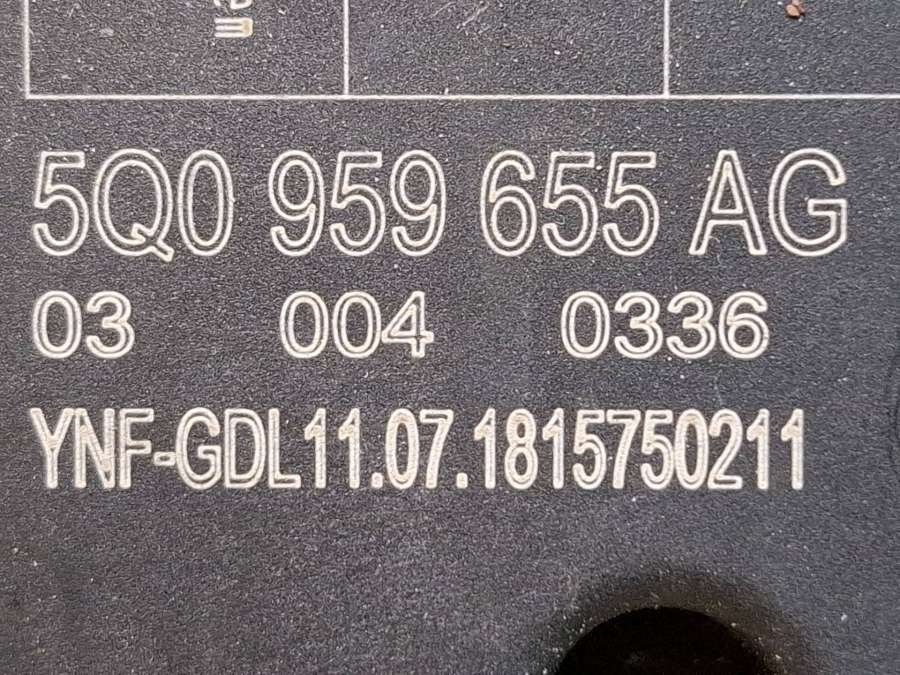 5Q0 959 655 AG
03 004 0336
YNF-GDL11.07.1815750211